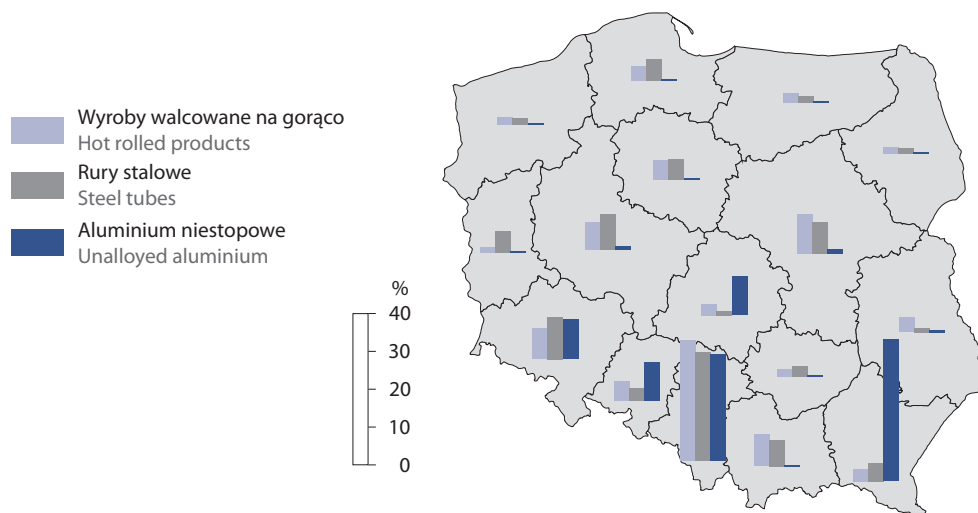 Wyroby walcowane na gorąco
Hot rolled products
Rury stalowe
Steel tubes
Aluminium niestopowe
Unalloyed aluminium
%
40
30
20
10
0